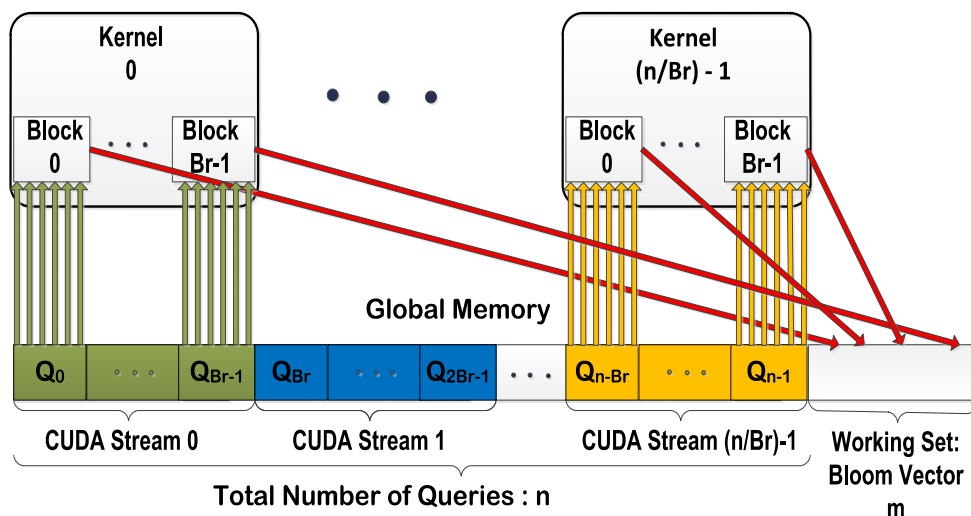 Kernel
0
Kernel
(n/Br) - 1
• • •
Block
0
• • •
Block
Br-1
Block
0
• • •
Block
Br-1
Global Memory
Q0 • • • QBr-1 QBr • • • Q2Br-1 • • • Qn-Br • • • Qn-1
CUDA Stream 0
CUDA Stream 1
CUDA Stream (n/Br)-1
Working Set:
Bloom Vector
m
Total Number of Queries : n